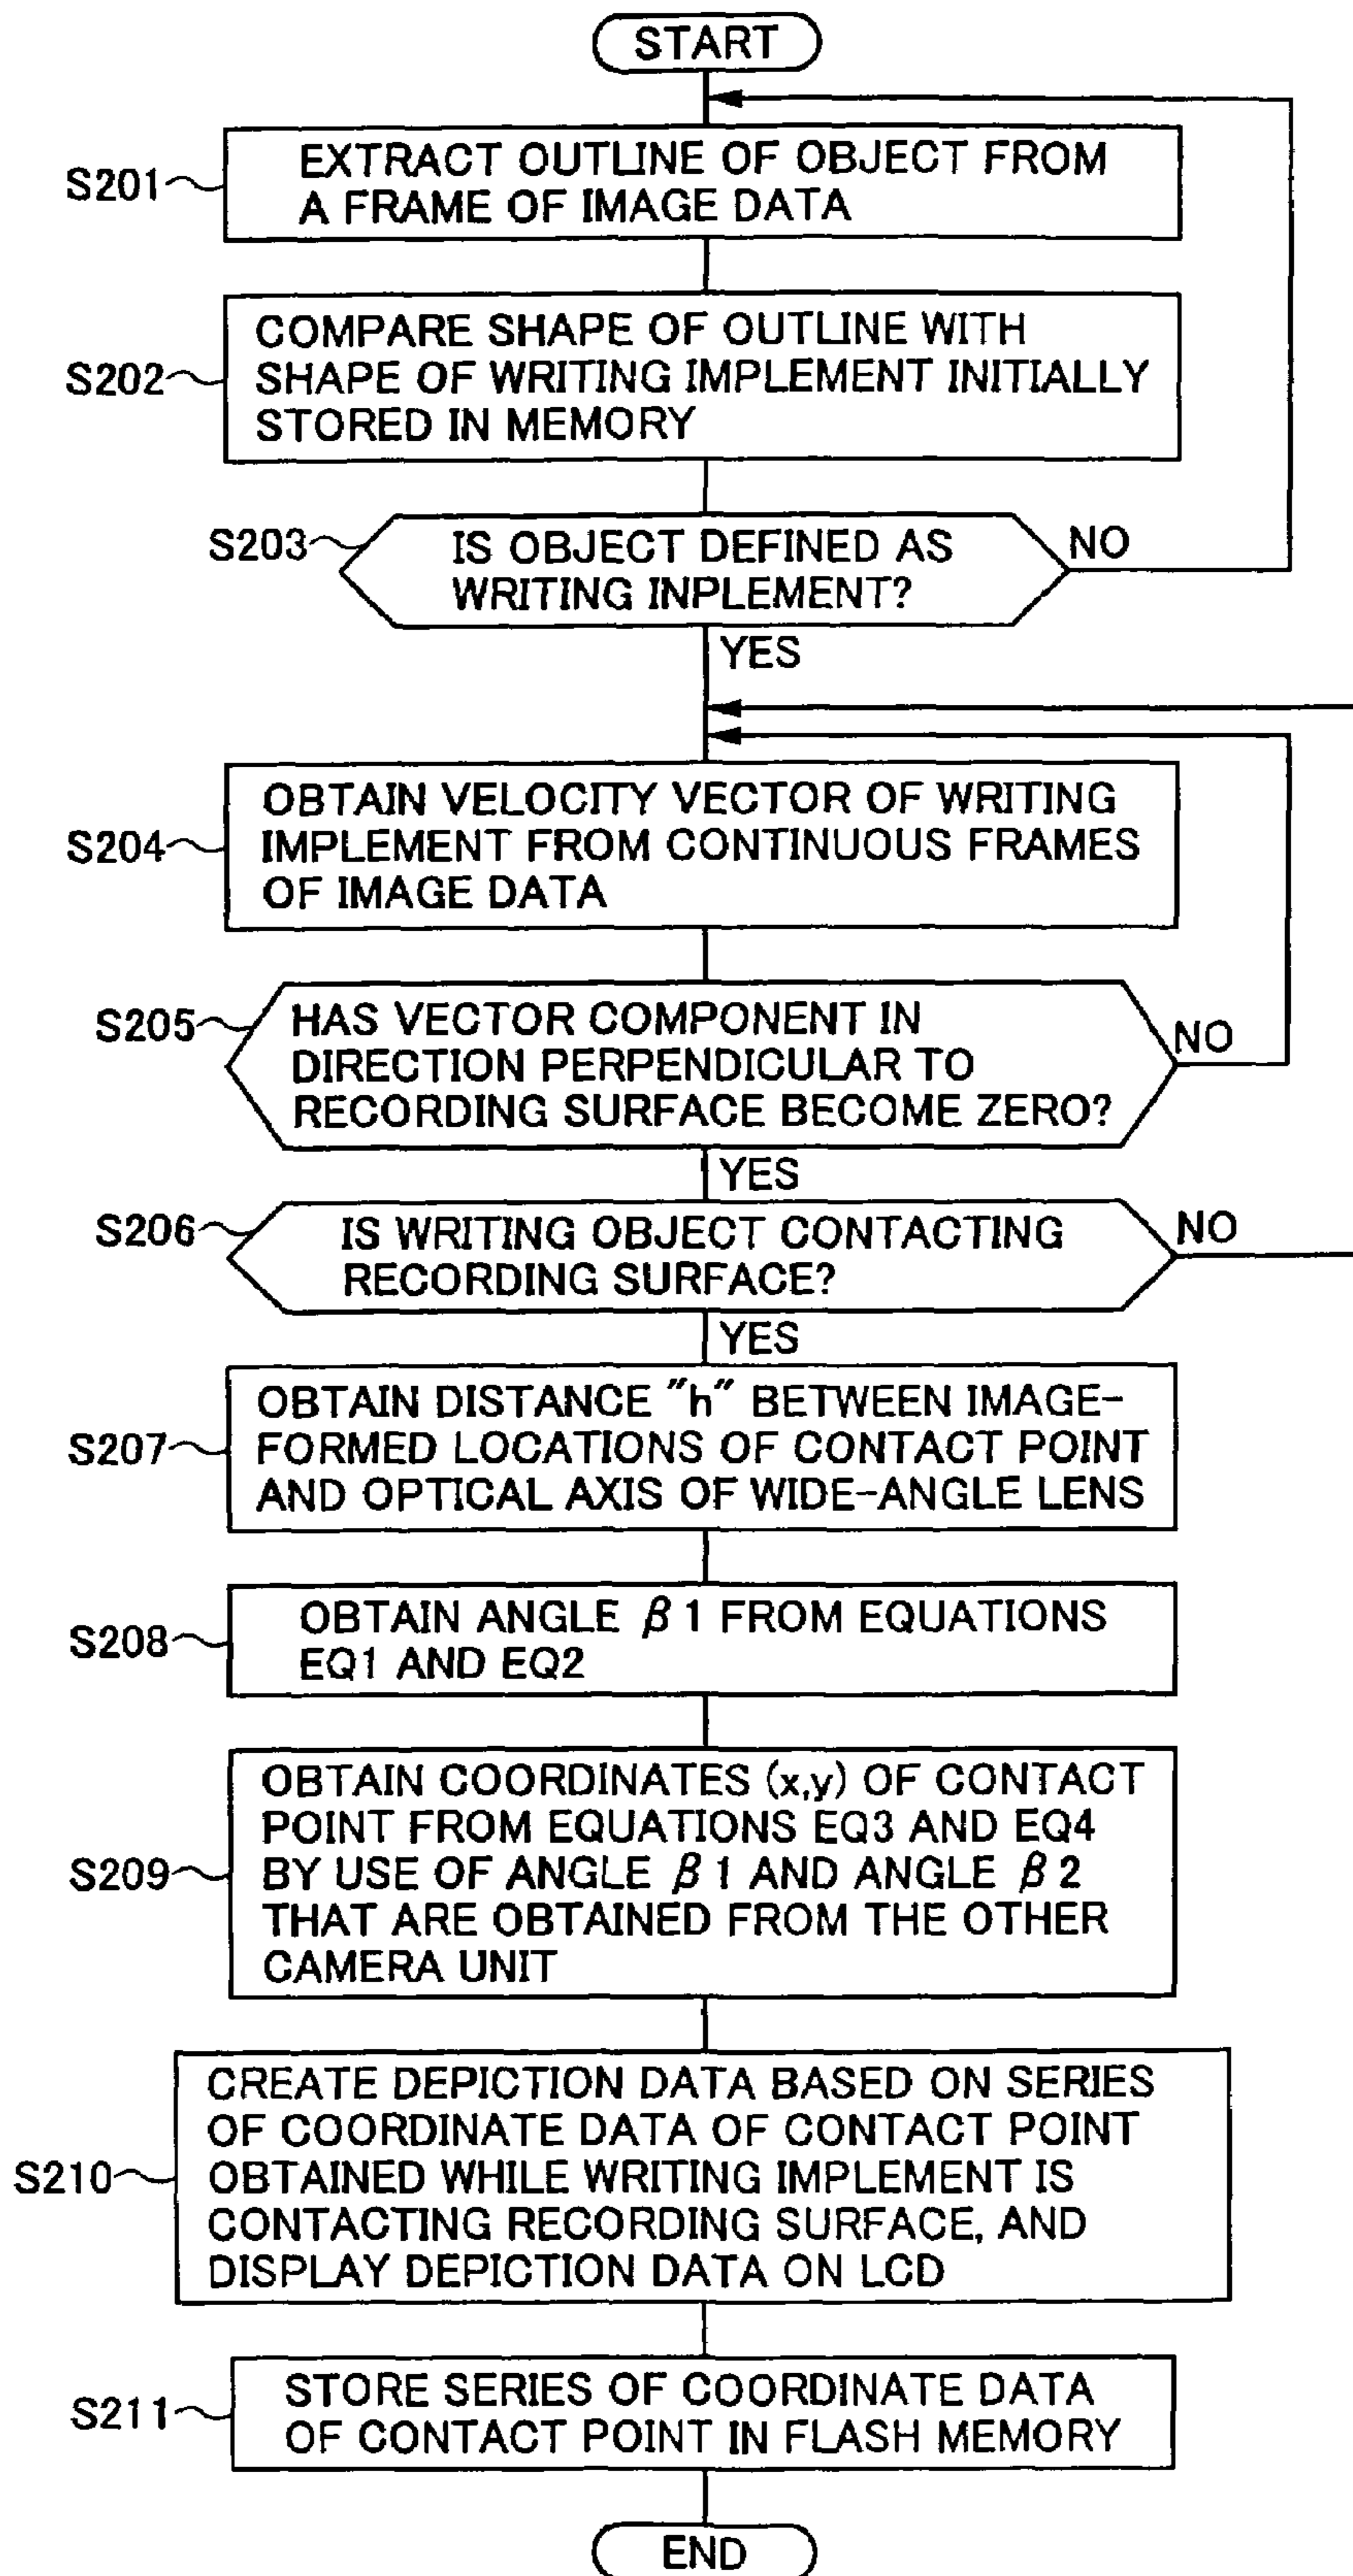 START
S201
EXTRACT OUTLINE OF OBJECT FROM
A FRAME OF IMAGE DATA
S202
COMPARE SHAPE OF OUTLINE WITH
SHAPE OF WRITING IMPLEMENT INITIALLY
STORED IN MEMORY
S203
IS OBJECT DEFINED AS
WRITING INPLEMENT?
NO
YES
S204
OBTAIN VELOCITY VECTOR OF WRITING
IMPLEMENT FROM CONTINUOUS FRAMES
OF IMAGE DATA
S205
HAS VECTOR COMPONENT IN
DIRECTION PERPENDICULAR TO
RECORDING SURFACE BECOME ZERO?
NO
YES
S206
IS WRITING OBJECT CONTACTING
RECORDING SURFACE?
NO
YES
S207
OBTAIN DISTANCE "h" BETWEEN IMAGE-
FORMED LOCATIONS OF CONTACT POINT
AND OPTICAL AXIS OF WIDE-ANGLE LENS
S208
OBTAIN ANGLE β1 FROM EQUATIONS
EQ1 AND EQ2
S209
OBTAIN COORDINATES (x,y) OF CONTACT
POINT FROM EQUATIONS EQ3 AND EQ4
BY USE OF ANGLE β1 AND ANGLE β2
THAT ARE OBTAINED FROM THE OTHER
CAMERA UNIT
S210
CREATE DEPICTION DATA BASED ON SERIES
OF COORDINATE DATA OF CONTACT POINT
OBTAINED WHILE WRITING IMPLEMENT IS
CONTACTING RECORDING SURFACE, AND
DISPLAY DEPICTION DATA ON LCD
S211
STORE SERIES OF COORDINATE DATA
OF CONTACT POINT IN FLASH MEMORY
END